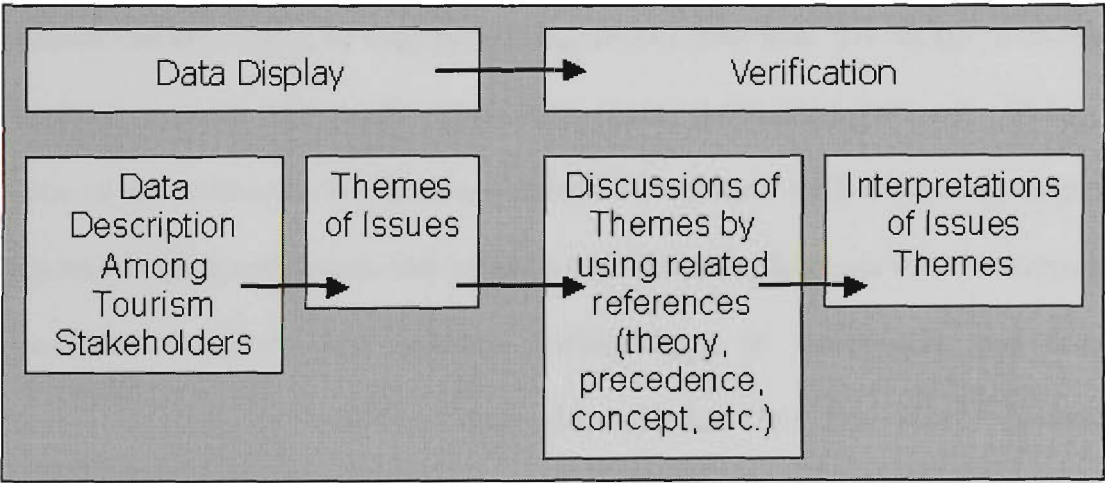 Data Display
Verification
Data
Description
Among
Tourism
Stakeholders
Themes
of Issues
Discussions of
Themes by
using related
references
(theory,
precedence,
concept, etc.)
Interpretations
of Issues
Themes